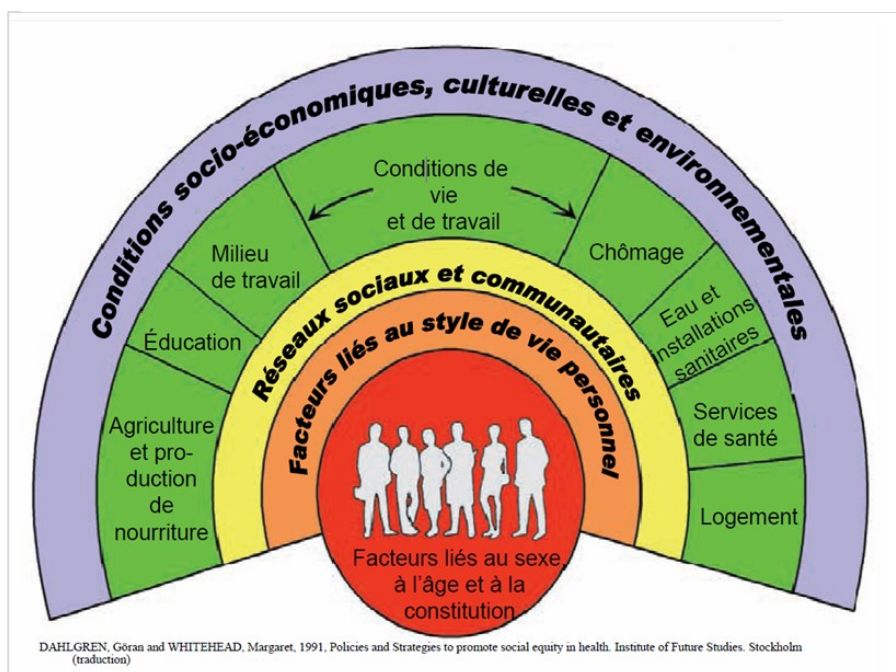 Conditions socio-économiques, culturelles et environnementales
Conditions de
vie
et de travail
Milieu
de travail
Chômage
Éducation
Eau et
installations
sanitaires
Agriculture
et pro-
duction
de
nourriture
Services
de santé
Logement
Réseaux sociaux et communautaires
Facteurs liés au style de vie personnel
Facteurs liés au sexe,
à l'âge et à la
constitution
DAHLGREN, Göran and WHITEHEAD, Margaret, 1991, Policies and Strategies to promote social equity in health. Institute of Future Studies. Stockholm
(traduction)